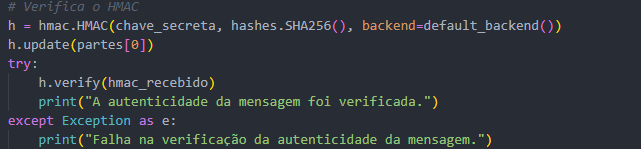 # Verifica o HMAC
h = hmac.HMAC(chave_secreta, hashes.SHA256(), backend=default_backend())
h.update(partes[0])
try:
    h.verify(hmac_recebido)
    print("A autenticidade da mensagem foi verificada.")
except Exception as e:
    print("Falha na verificação da autenticidade da mensagem.")